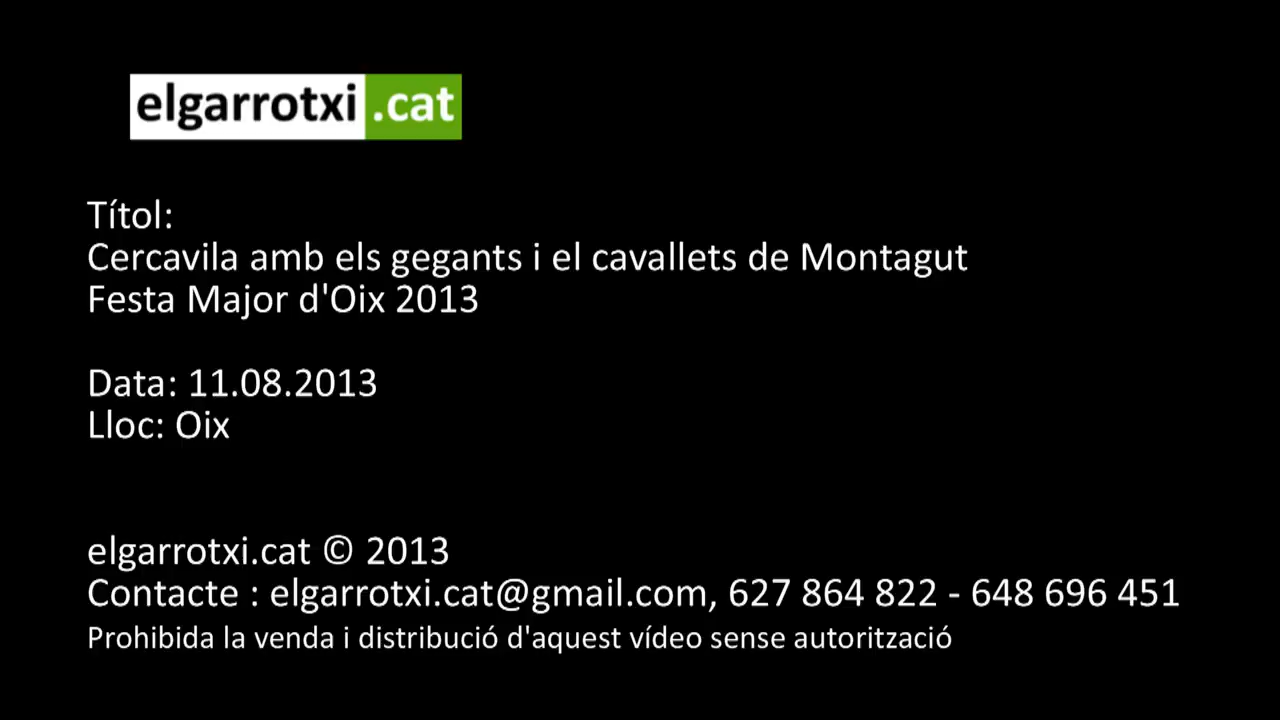 elgarrotxi .cat
Títol:
Cercavila amb els gegants i el cavallets de Montagut
Festa Major d'Oix 2013
Data: 11.08.2013
Lloc: Oix
elgarrotxi.cat © 2013
Contacte : elgarrotxi.cat@gmail.com, 627 864 822 - 648 696 451
Prohibida la venda i distribució d'aquest vídeo sense autorització